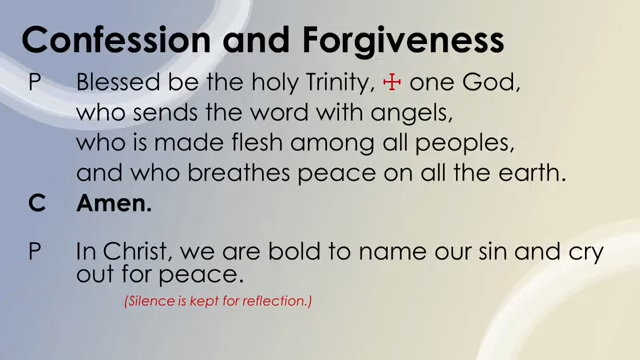 Confession and Forgiveness
P Blessed be the holy Trinity, ☩ one God,
who sends the word with angels,
who is made flesh among all peoples,
and who breathes peace on all the earth.
C Amen.
P In Christ, we are bold to name our sin and cry
out for peace.
(Silence is kept for reflection.)